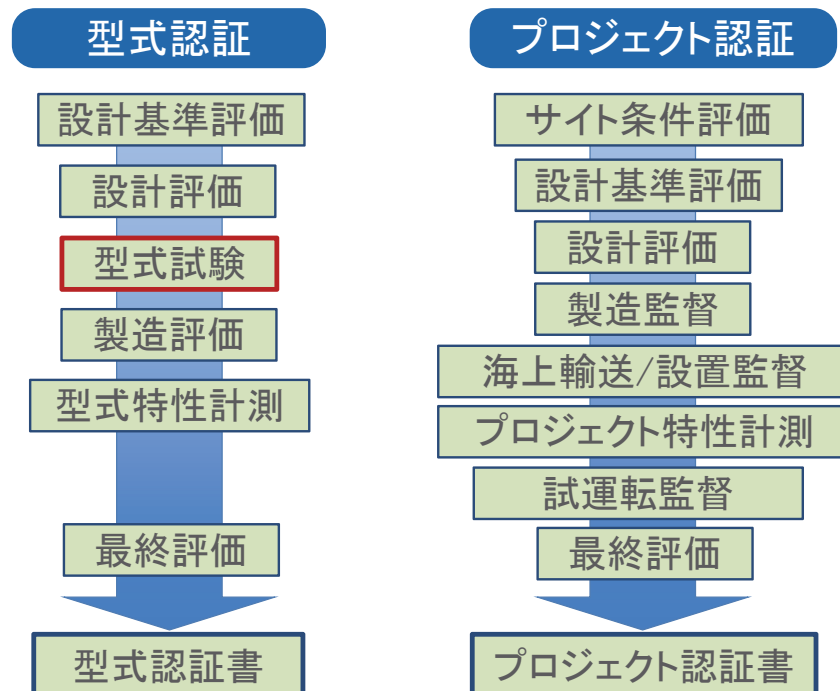 型式認証
設計基準評価
設計評価
型式試験
製造評価
型式特性計測
最終評価
型式認証書
プロジェクト認証
サイト条件評価
設計基準評価
設計評価
製造監督
海上輸送/設置監督
プロジェクト特性計測
試運転監督
最終評価
プロジェクト認証書